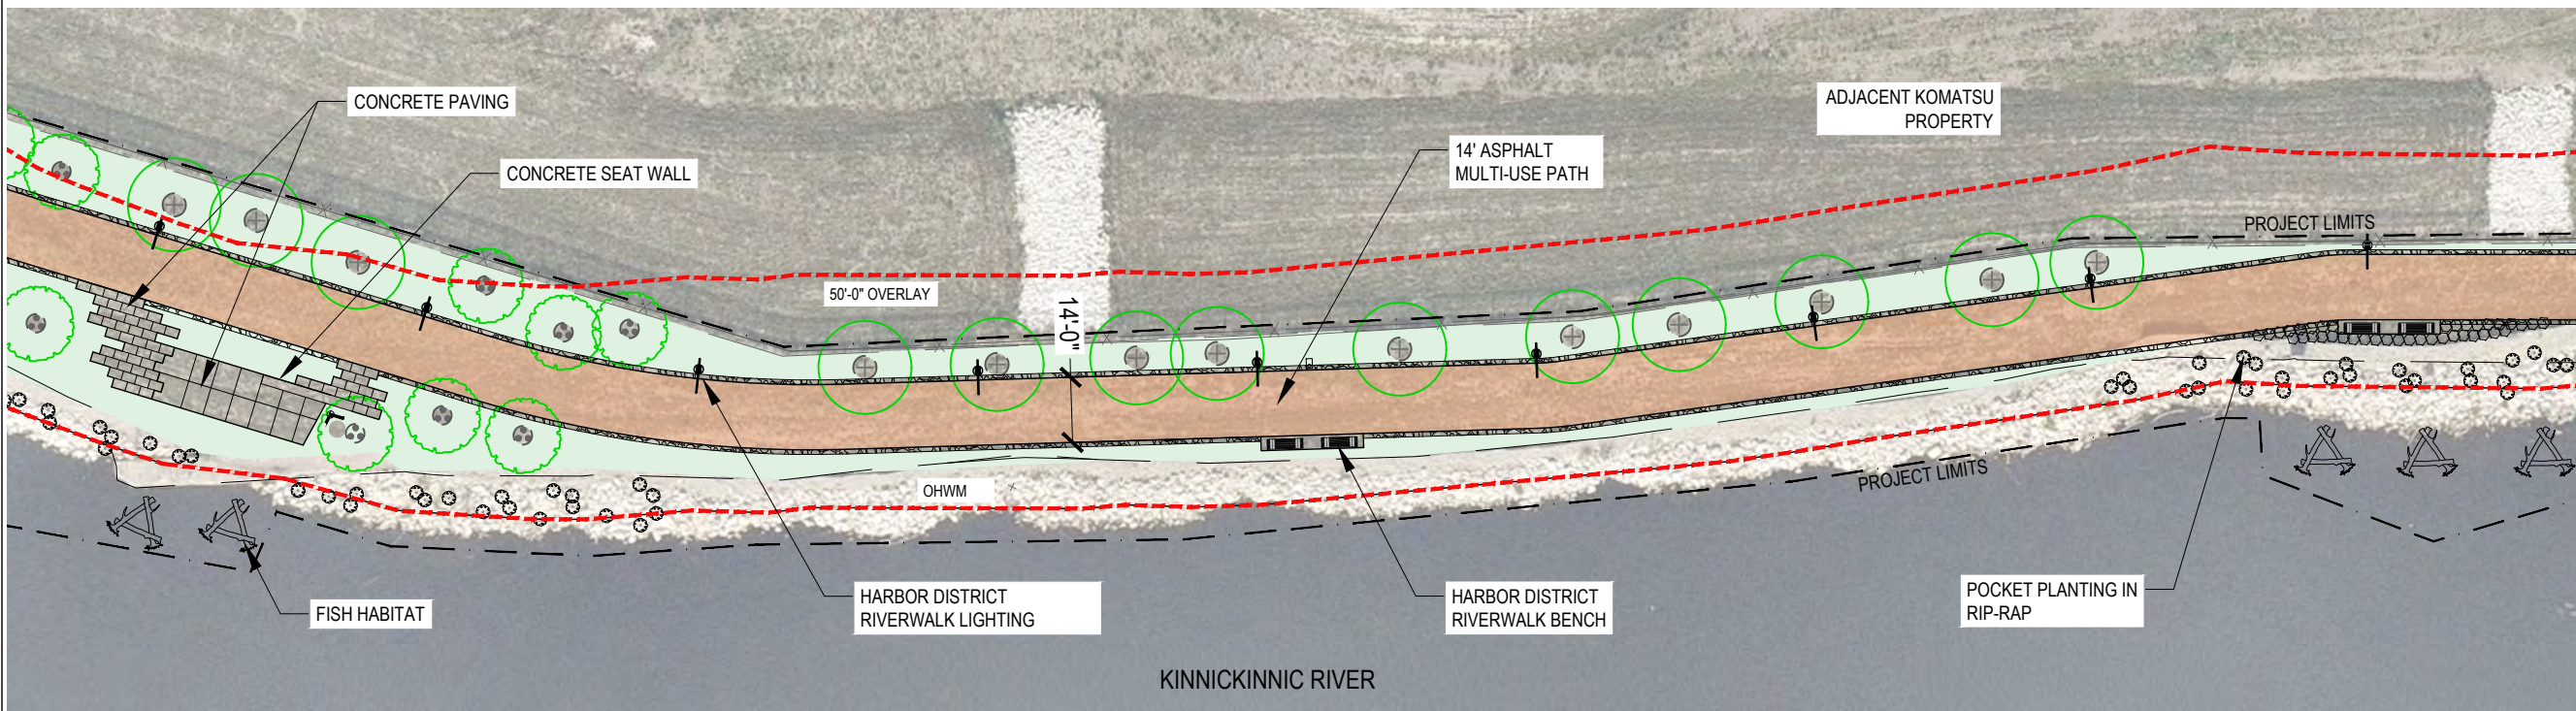 CONCRETE PAVING
ADJACENT KOMATSU
PROPERTY
14' ASPHALT
MULTI-USE PATH
CONCRETE SEAT WALL
PROJECT LIMITS
50'-0" OVERLAY
14'-0"
OHWM
PROJECT LIMITS
FISH HABITAT
HARBOR DISTRICT
RIVERWALK LIGHTING
HARBOR DISTRICT
RIVERWALK BENCH
POCKET PLANTING IN
RIP-RAP
KINNICKINNIC RIVER